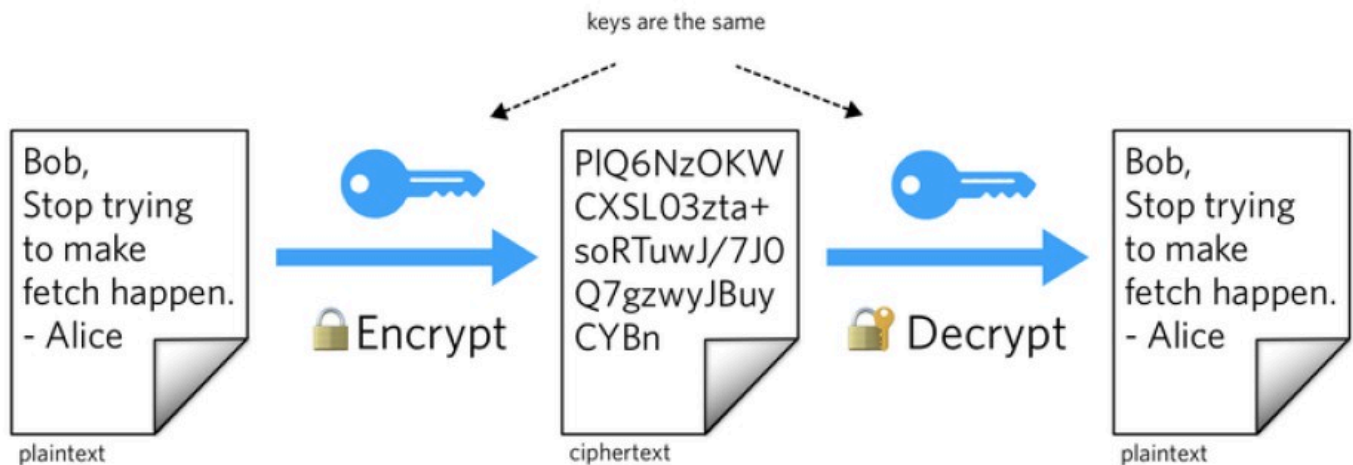 keys are the same
Bob,
Stop trying
to make
fetch happen.
- Alice
plaintext
Encrypt
PlQ6NzOKW
CXSL03zta+
soRTuwJ/7J0
Q7gzwyJBuy
CYBn
ciphertext
Decrypt
Bob,
Stop trying
to make
fetch happen.
- Alice
plaintext